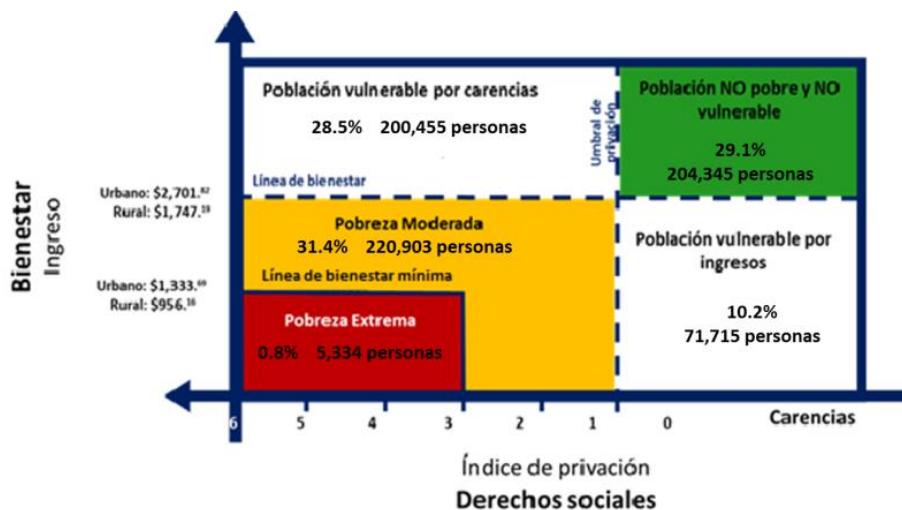 Población vulnerable por carencias
28.5% 200,455 personas
Umbral de
privación
Población NO pobre y NO
vulnerable
29.1%
204,345 personas
Bienestar
Ingreso
Línea de bienestar
Urbano: $2,701.82
Rural: $1,747.19
Pobreza Moderada
31.4% 220,903 personas
Población vulnerable por
ingresos
10.2%
71,715 personas
Línea de bienestar mínima
Urbano: $1,333.69
Rural: $956.16
Pobreza Extrema
0.8% 5,334 personas
6 5 4 3 2 1 0 Carencias
Índice de privación
Derechos sociales